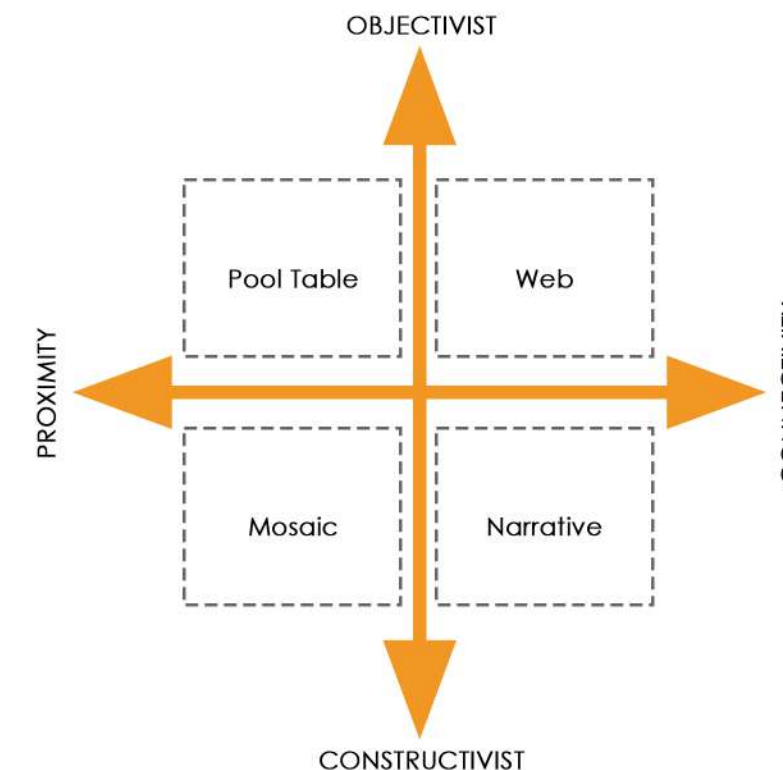 OBJECTIVIST
Pool Table
Web
PROXIMITY
Mosaic
Narrative
CONSTRUCTIVIST